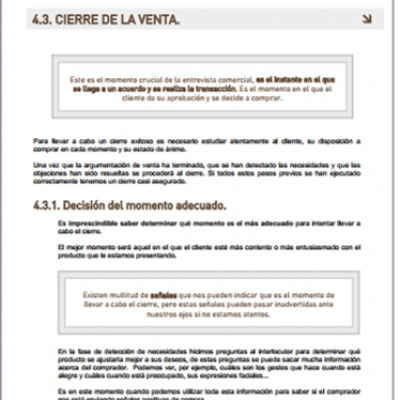 4.3. CIERRE DE LA VENTA.
Este es el momento crucial de la entrevista comercial, es el instante en el que
se llega a un acuerdo y se realiza la transacción. Es el momento en el que el
cliente da su aprobación y se decide a comprar.
Para llevar a cabo un cierre exitoso es necesario estudiar atentamente al cliente, su disposición a
comprar en cada momento y su estado de ánimo.
Una vez que la argumentación de venta ha terminado, que se han detectado las necesidades y que las
objeciones han sido resueltas se procederá al cierre. Si todos estos pasos previos se han ejecutado
correctamente tenemos un cierre casi asegurado.
4.3.1. Decisión del momento adecuado.
Es imprescindible saber determinar qué momento es el más adecuado para intentar llevar a
cabo el cierre.
El mejor momento será aquel en el que el cliente esté más contento o más entusiasmado con el
producto que le estamos presentando.
Existen multitud de señales que nos pueden indicar que es el momento de
llevar a cabo el cierre, pero estas señales pueden pasar inadvertidas ante
nuestros ojos si no estamos atentos.
En la fase de detección de necesidades hicimos preguntas al interlocutor para determinar qué
producto se ajustaría mejor a sus deseos, de estas preguntas se puede sacar mucha información
acerca del comprador. Podemos ver, por ejemplo, cuáles son los gestos que hace cuando está
alegre y cuáles cuando está preocupado, sus expresiones faciales...
Es en este momento cuando podemos utilizar toda esta información para saber si el comprador
nos está enviando señales positivas de compra.